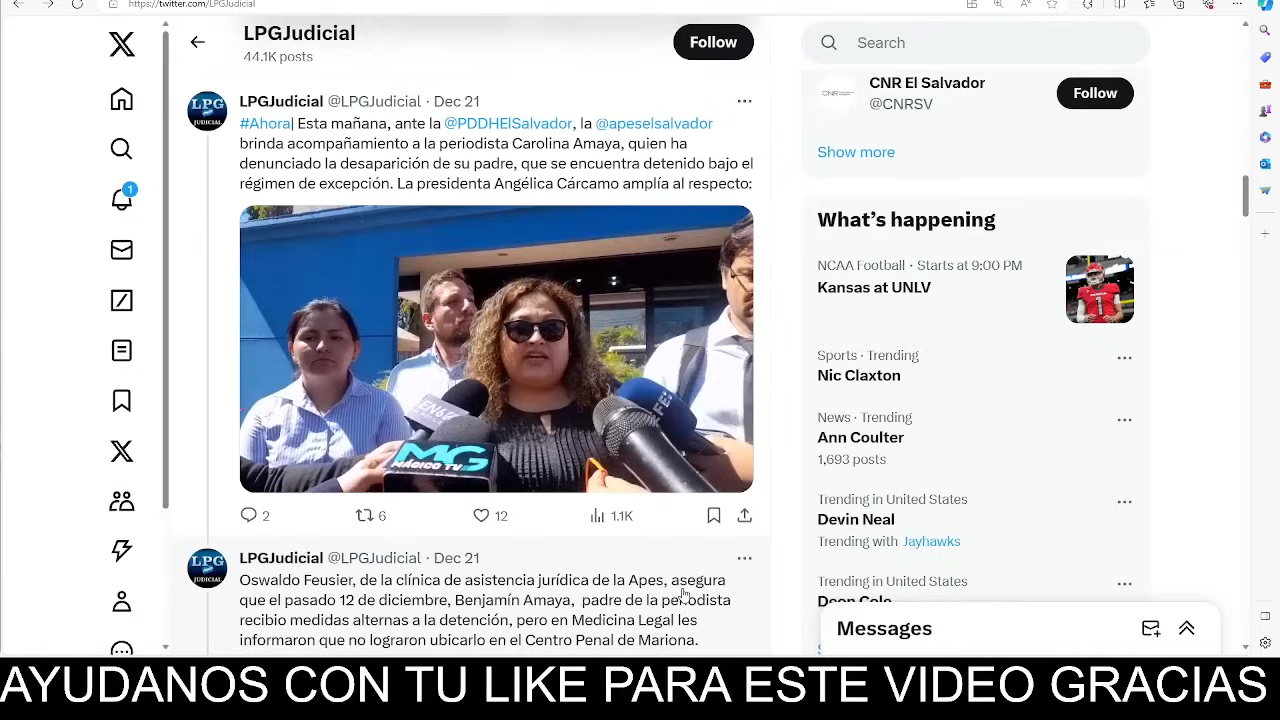 https://twitter.com/LPGJudicial
LPGJudicial
44.1K posts
Follow
LPG
JUDICIAL
LPGJudicial @LPGJudicial · Dec 21
#Ahora| Esta mañana, ante la @PDDHElSalvador, la @apeselsalvador
brinda acompañamiento a la periodista Carolina Amaya, quien ha
denunciado la desaparición de su padre, que se encuentra detenido bajo el
régimen de excepción. La presidenta Angélica Cárcamo amplía al respecto:
MG
MÁGICO TV
2
6
12
1.1K
LPG
JUDICIAL
LPGJudicial @LPGJudicial · Dec 21
Oswaldo Feusier, de la clínica de asistencia jurídica de la Apes, asegura
que el pasado 12 de diciembre, Benjamín Amaya, padre de la periodista
recibio medidas alternas a la detención, pero en Medicina Legal les
informaron que no lograron ubicarlo en el Centro Penal de Mariona.
1
Search
CNR
CNR El Salvador
@CNRSV
Follow
Show more
What's happening
NCAA Football · Starts at 9:00 PM
Kansas at UNLV
Sports · Trending
Nic Claxton
News · Trending
Ann Coulter
1,693 posts
Trending in United States
Devin Neal
Trending with Jayhawks
Trending in United States
Messages
AYUDANOS CON TU LIKE PARA ESTE VIDEO GRACIAS